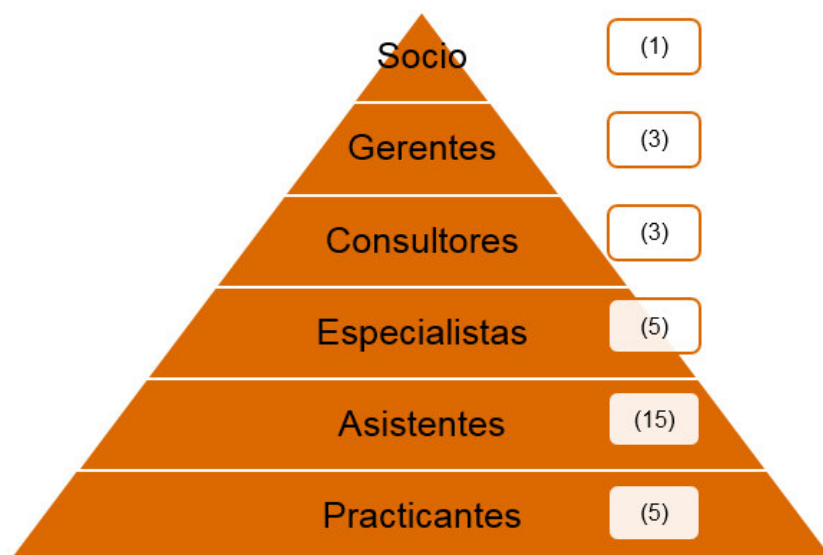 Socio (1)
Gerentes (3)
Consultores (3)
Especialistas (5)
Asistentes (15)
Practicantes (5)